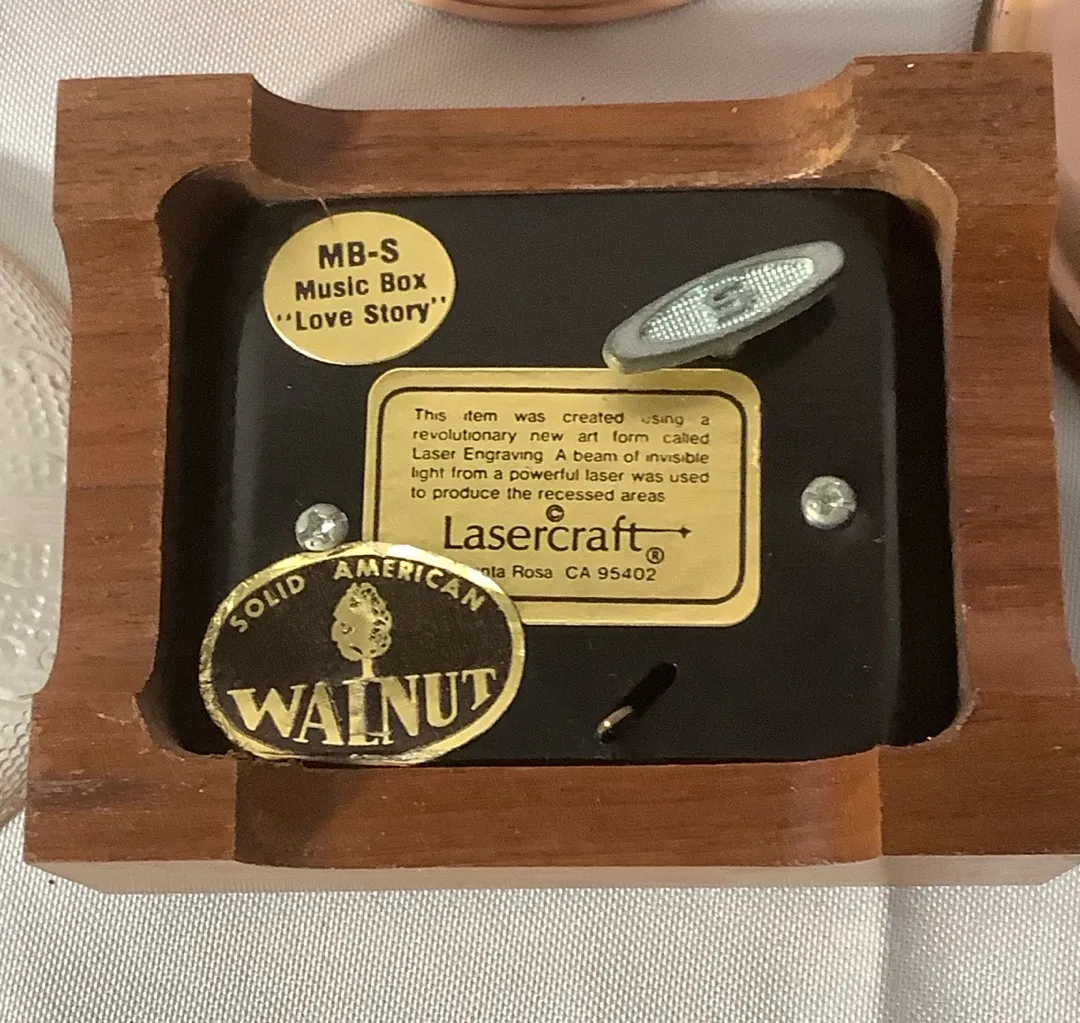 MB-S
Music Box
"Love Story"
This item was created using a
revolutionary new art form called
Laser Engraving A beam of invisible
light from a powerful laser was used
to produce the recessed areas
©
Lasercraft®
Rosa CA 95402
SOLID AMERICAN
WALNUT